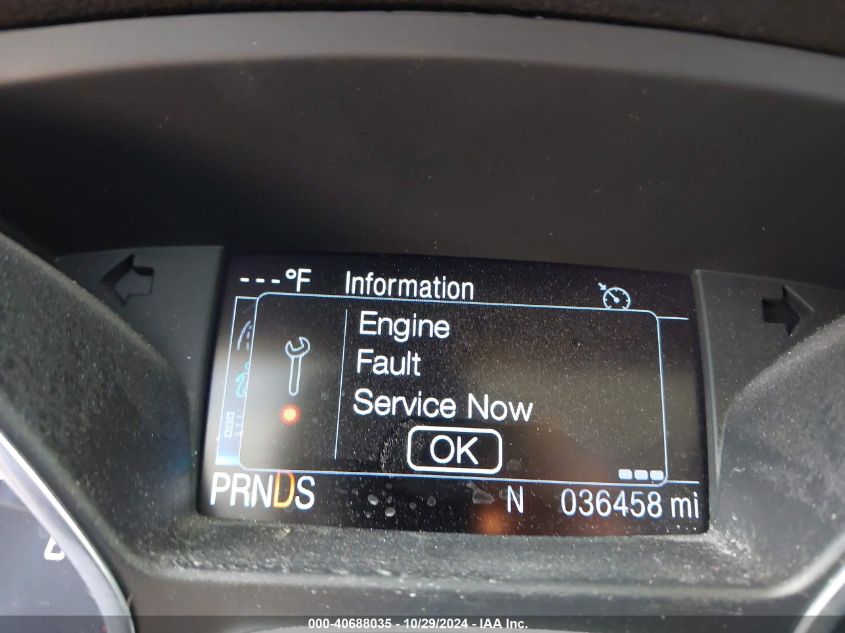 ---°F Information
Engine
Fault
Service Now
OK
PRNDS N 036458 mi
000-40688035 - 10/29/2024 - IAA Inc.